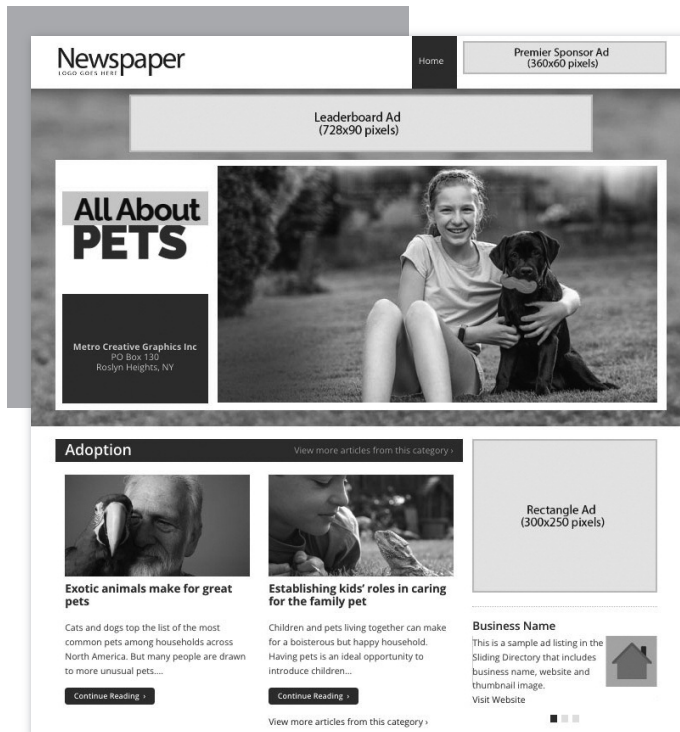 Newspaper
LOGO GOES HERE
Home
Premier Sponsor Ad
(360x60 pixels)
Leaderboard Ad
(728x90 pixels)
All About
PETS
Metro Creative Graphics Inc
PO Box 130
Roslyn Heights, NY
Adoption
View more articles from this category ›
Exotic animals make for great
pets
Cats and dogs top the list of the most
common pets among households across
North America. But many people are drawn
to more unusual pets....
Continue Reading ›
Establishing kids’ roles in caring
for the family pet
Children and pets living together can make
for a boisterous but happy household.
Having pets is an ideal opportunity to
introduce children...
Continue Reading ›
View more articles from this category ›
Rectangle Ad
(300x250 pixels)
Business Name
This is a sample ad listing in the
Sliding Directory that includes
business name, website and
thumbnail image.
Visit Website